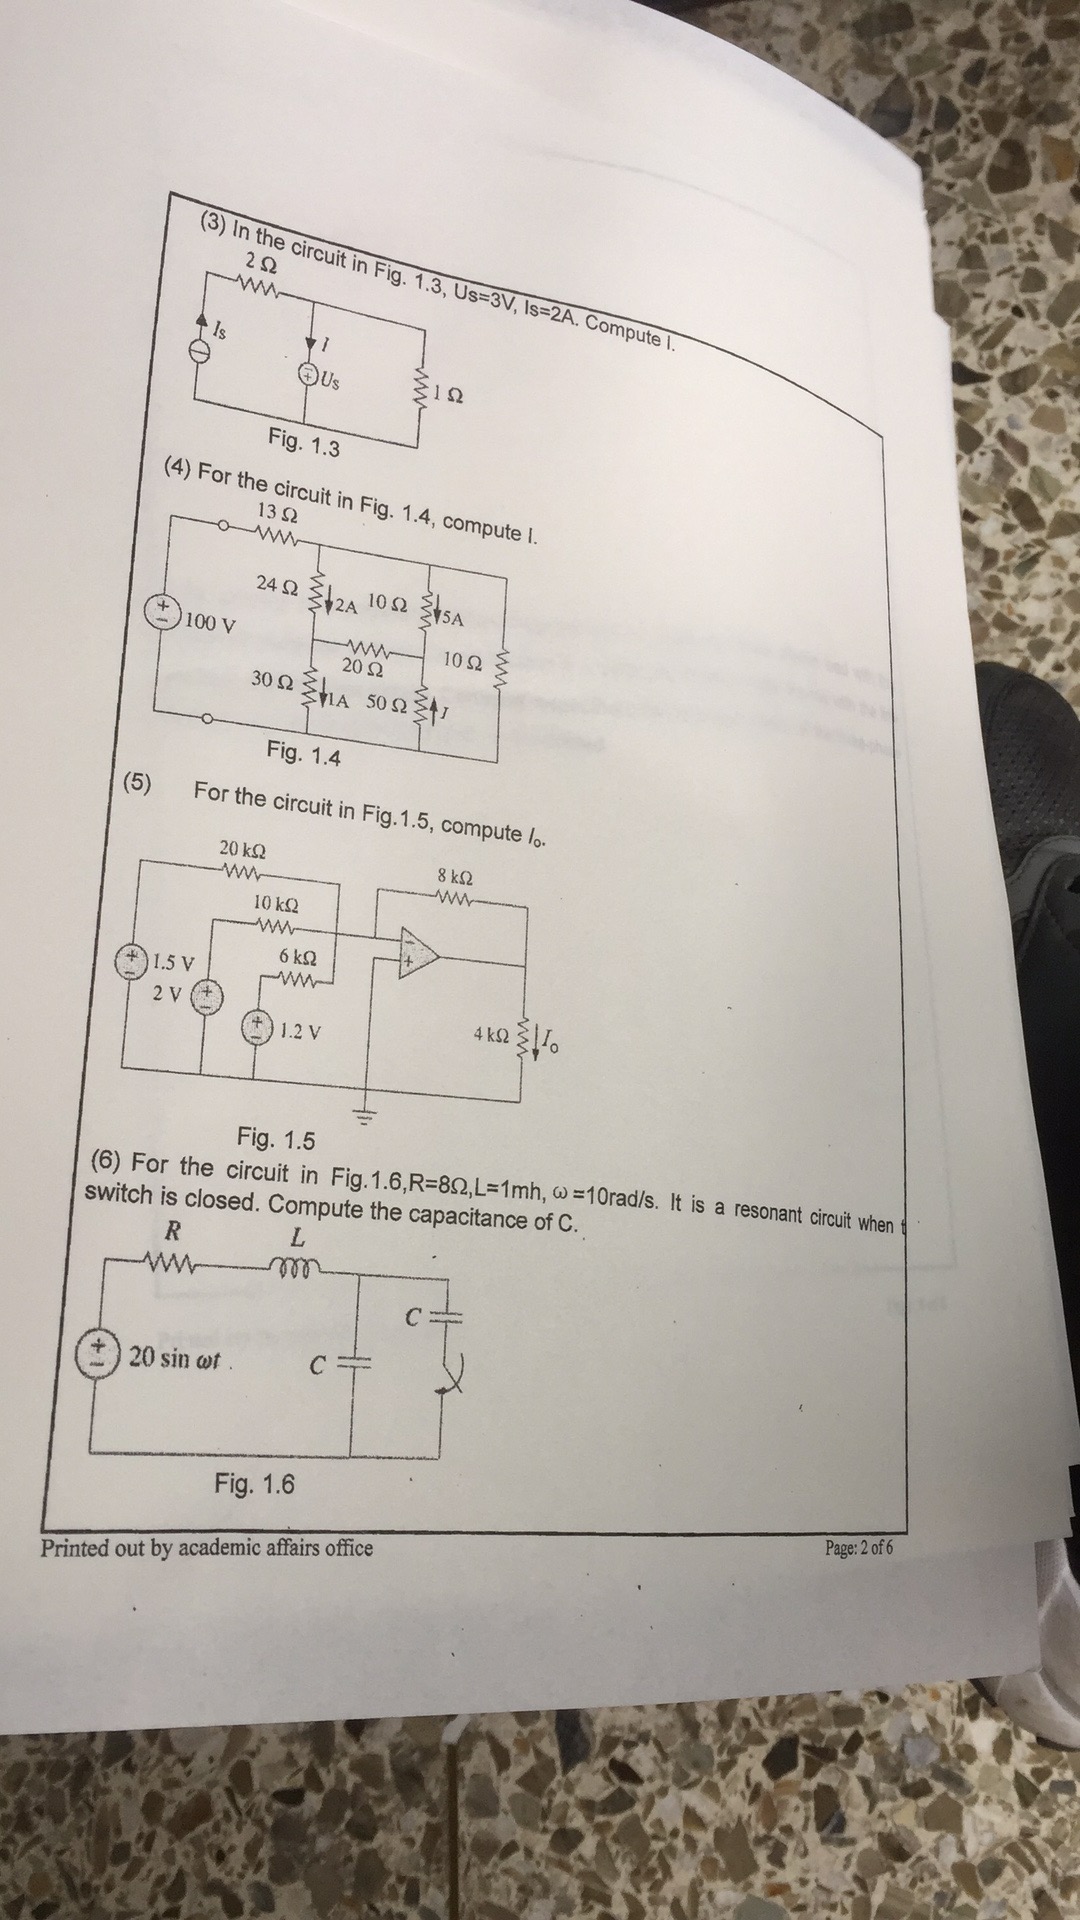 (3) In the circuit in Fig. 1.3, Us=3V, Is=2A. Compute I.
2 Ω
Is
I
Us
1 Ω
Fig. 1.3
(4) For the circuit in Fig. 1.4, compute I.
13 Ω
24 Ω
2A
10 Ω
5A
100 V
20 Ω
10 Ω
30 Ω
1A
50 Ω
I
Fig. 1.4
(5) For the circuit in Fig.1.5, compute Io.
20 kΩ
8 kΩ
10 kΩ
6 kΩ
1.5 V
2 V
1.2 V
4 kΩ
Io
Fig. 1.5
(6) For the circuit in Fig.1.6,R=8Ω,L=1mh, ω=10rad/s. It is a resonant circuit when
switch is closed. Compute the capacitance of C.
R
L
C
20 sin ωt
C
Fig. 1.6
Printed out by academic affairs office
Page: 2 of 6